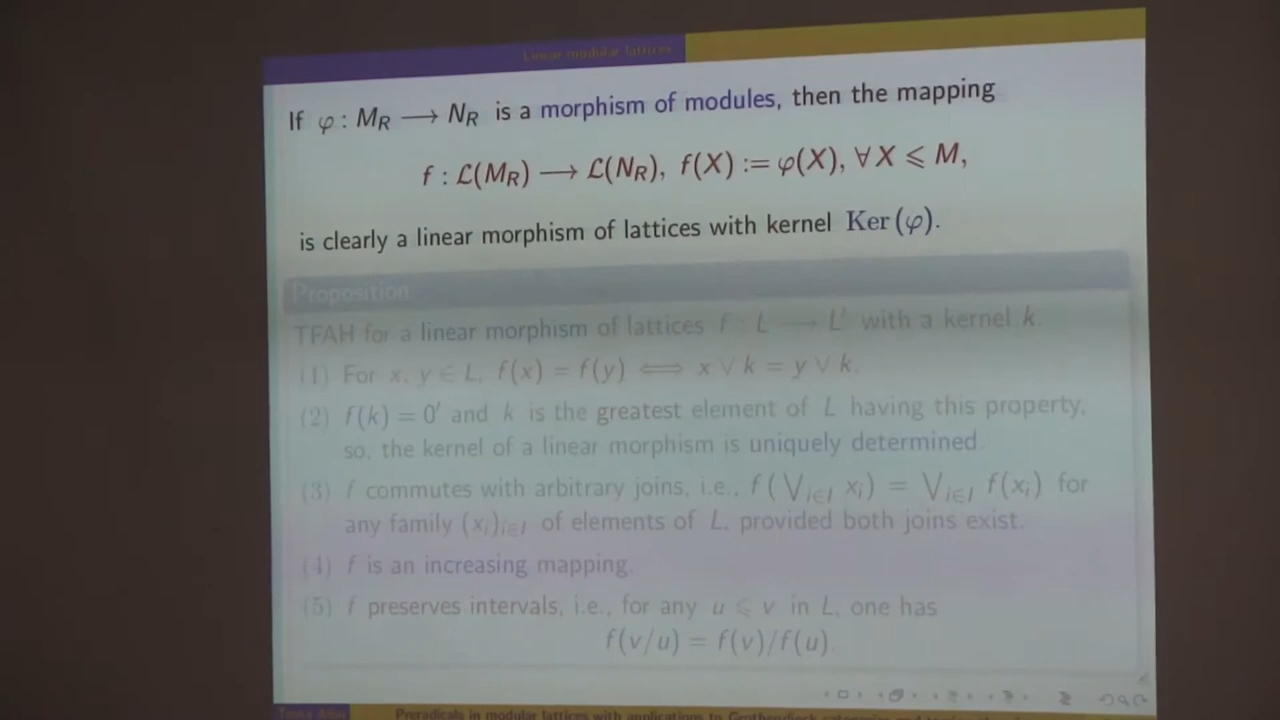 Linear modular lattices
If φ : M_R ⟶ N_R is a morphism of modules, then the mapping
f : ℒ(M_R) ⟶ ℒ(N_R), f(X) := φ(X), ∀ X ⩽ M,
is clearly a linear morphism of lattices with kernel Ker (φ).
Proposition
TFAH for a linear morphism of lattices f : L ⟶ L′ with a kernel k.
(1) For x, y ∈ L, f(x) = f(y) ⟺ x ∨ k = y ∨ k.
(2) f(k) = 0′ and k is the greatest element of L having this property,
so, the kernel of a linear morphism is uniquely determined.
(3) f commutes with arbitrary joins, i.e., f(⋁_{i∈I} x_i) = ⋁_{i∈I} f(x_i) for
any family (x_i)_{i∈I} of elements of L, provided both joins exist.
(4) f is an increasing mapping.
(5) f preserves intervals, i.e., for any u ⩽ v in L, one has
f(v/u) = f(v)/f(u).
Preradicals in modular lattices with applications to Grothendieck categories and